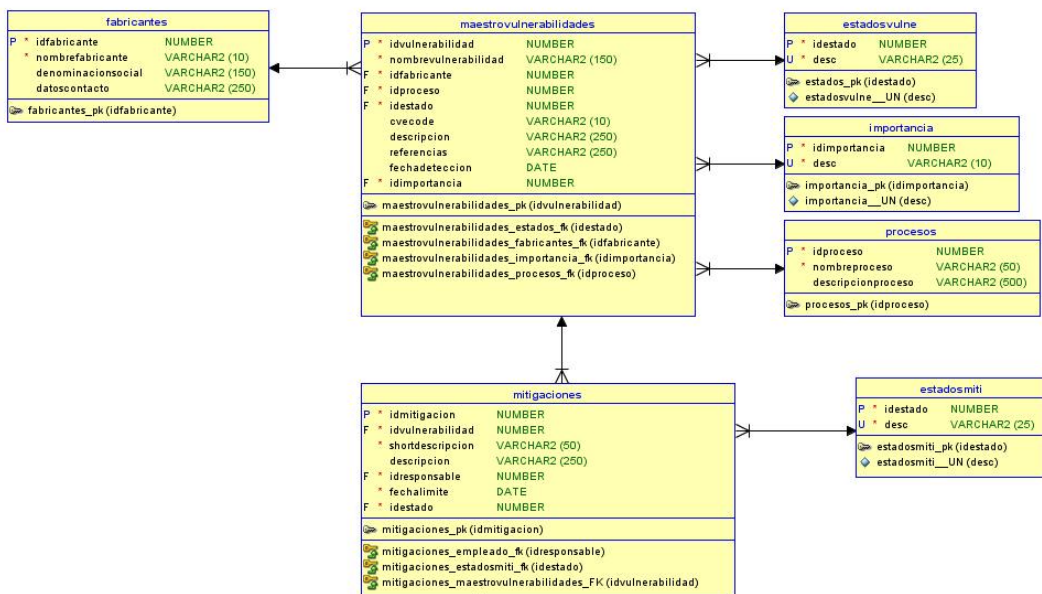 fabricantes
P * idfabricante NUMBER
* nombrefabricante VARCHAR2 (10)
denominacionsocial VARCHAR2 (150)
datoscontacto VARCHAR2 (250)
fabricantes_pk (idfabricante)
maestrovulnerabilidades
P * idvulnerabilidad NUMBER
* nombrevulnerabilidad VARCHAR2 (150)
F * idfabricante NUMBER
F * idproceso NUMBER
F * idestado NUMBER
cvecode VARCHAR2 (10)
descripcion VARCHAR2 (250)
referencias VARCHAR2 (250)
fechadeteccion DATE
F * idimportancia NUMBER
maestrovulnerabilidades_pk (idvulnerabilidad)
maestrovulnerabilidades_estados_fk (idestado)
maestrovulnerabilidades_fabricantes_fk (idfabricante)
maestrovulnerabilidades_importancia_fk (idimportancia)
maestrovulnerabilidades_procesos_fk (idproceso)
estadosvulne
P * idestado NUMBER
U * desc VARCHAR2 (25)
estados_pk (idestado)
estadosvulne__UN (desc)
importancia
P * idimportancia NUMBER
U * desc VARCHAR2 (10)
importancia_pk (idimportancia)
importancia__UN (desc)
procesos
P * idproceso NUMBER
* nombreproceso VARCHAR2 (50)
descripcionproceso VARCHAR2 (500)
procesos_pk (idproceso)
mitigaciones
P * idmitigacion NUMBER
F * idvulnerabilidad NUMBER
* shortdescripcion VARCHAR2 (50)
descripcion VARCHAR2 (250)
F * idresponsable NUMBER
* fechalimite DATE
F * idestado NUMBER
mitigaciones_pk (idmitigacion)
mitigaciones_empleado_fk (idresponsable)
mitigaciones_estadosmiti_fk (idestado)
mitigaciones_maestrovulnerabilidades_FK (idvulnerabilidad)
estadosmiti
P * idestado NUMBER
U * desc VARCHAR2 (25)
estadosmiti_pk (idestado)
estadosmiti__UN (desc)